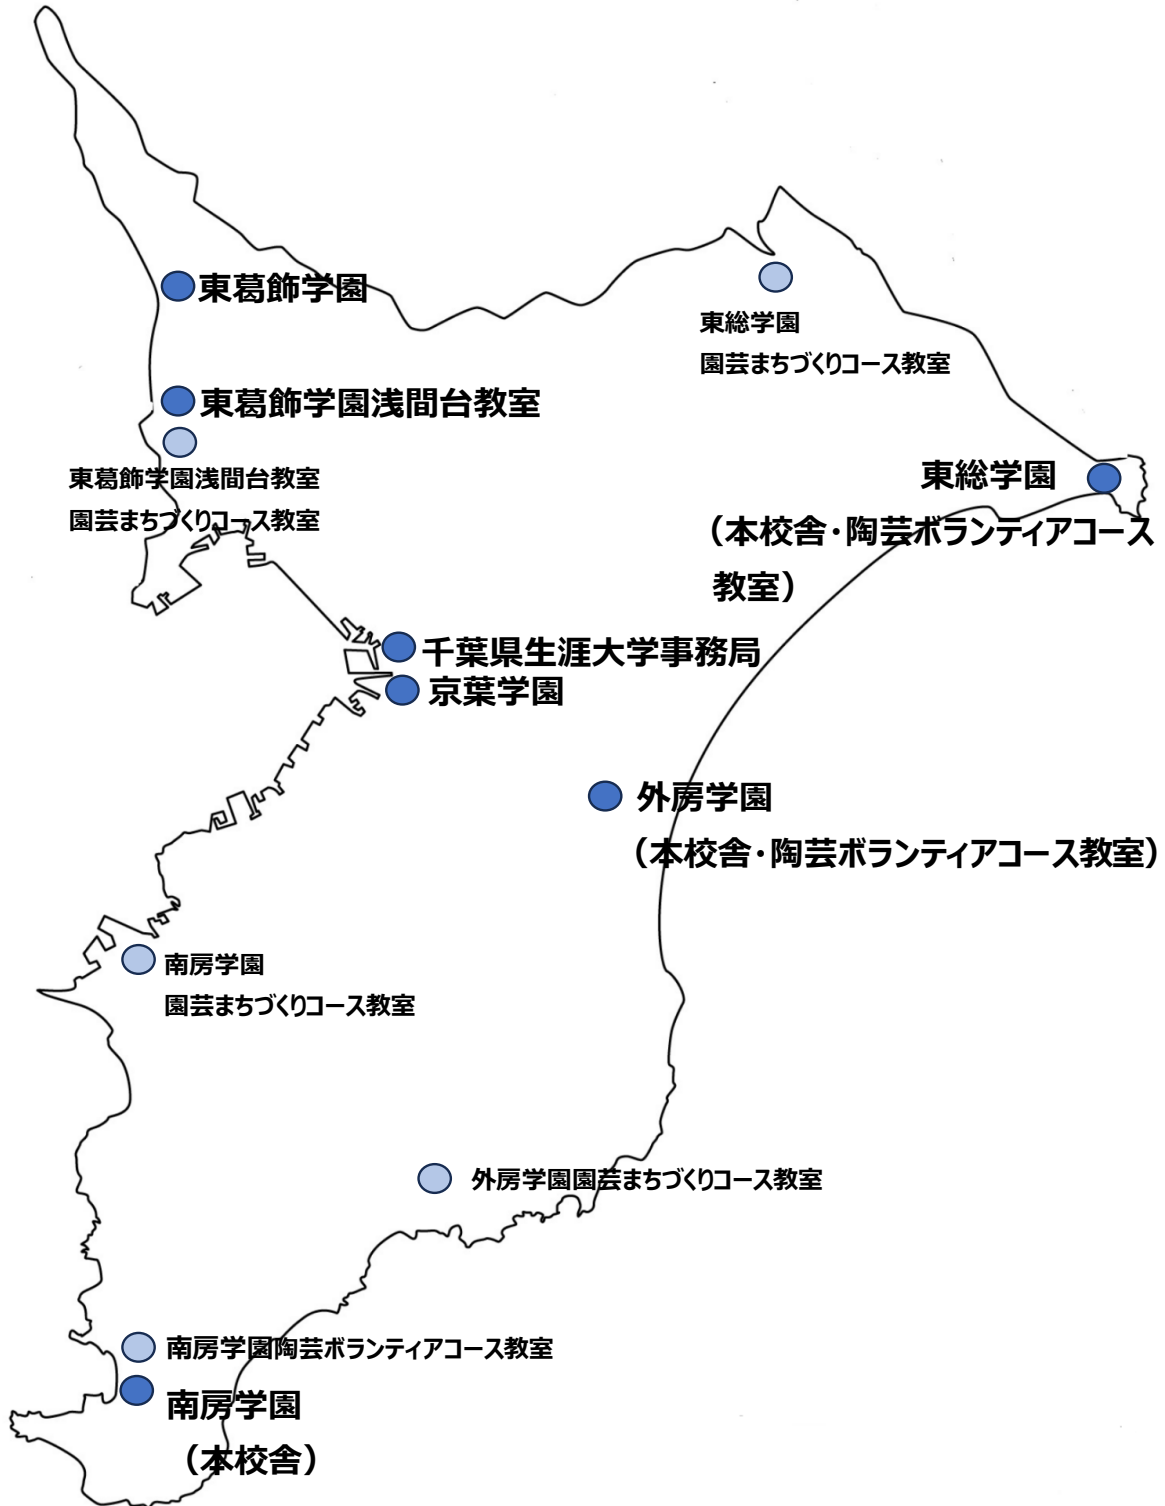 東葛飾学園
東総学園
園芸まちづくりコース教室
東葛飾学園浅間台教室
東葛飾学園浅間台教室
園芸まちづくりコース教室
東総学園
（本校舎・陶芸ボランティアコース
教室）
千葉県生涯大学事務局
京葉学園
外房学園
（本校舎・陶芸ボランティアコース教室）
南房学園
園芸まちづくりコース教室
外房学園園芸まちづくりコース教室
南房学園陶芸ボランティアコース教室
南房学園
（本校舎）